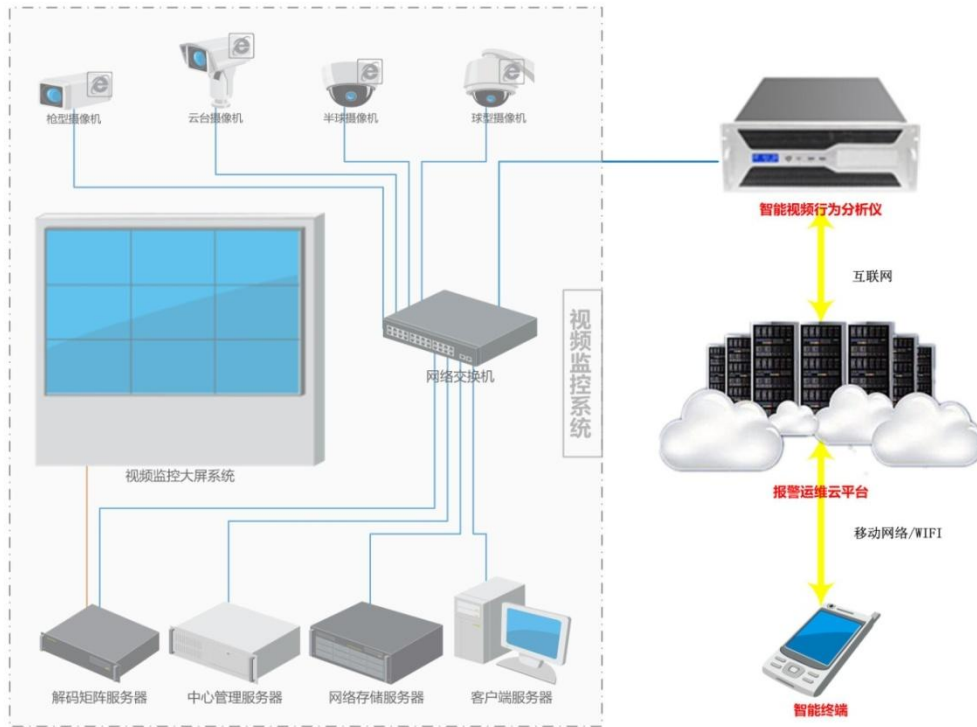 枪型摄像机
云台摄像机
半球摄像机
球型摄像机
智能视频行为分析仪
互联网
网络交换机
视频监控系统
视频监控大屏系统
报警运维云平台
移动网络/WIFI
解码矩阵服务器
中心管理服务器
网络存储服务器
客户端服务器
智能终端